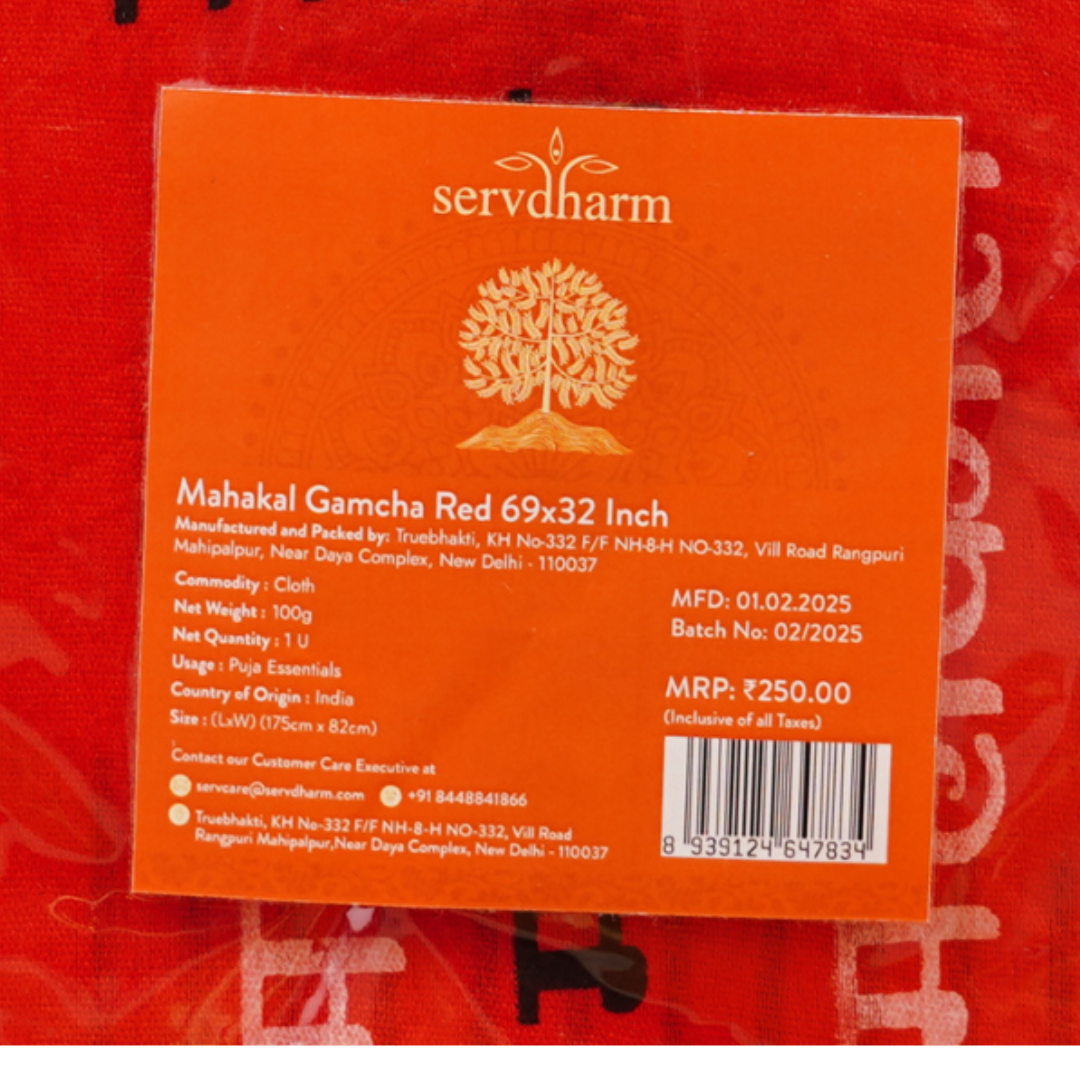 servdharm
Mahakal Gamcha Red 69x32 Inch
Manufactured and Packed by: Truebhakti, KH No-332 F/F NH-8-H NO-332, Vill Road Rangpuri
Mahipalpur, Near Daya Complex, New Delhi - 110037
Commodity : Cloth
Net Weight : 100g
Net Quantity : 1 U
Usage : Puja Essentials
Country of Origin : India
Size : (LxW) (175cm x 82cm)
MFD: 01.02.2025
Batch No: 02/2025
MRP: ₹250.00
(Inclusive of all Taxes)
Contact our Customer Care Executive at
servcare@servdharm.com +91 8448841866
Truebhakti, KH No-332 F/F NH-8-H NO-332, Vill Road
Rangpuri Mahipalpur,Near Daya Complex, New Delhi - 110037
8 939124 647834